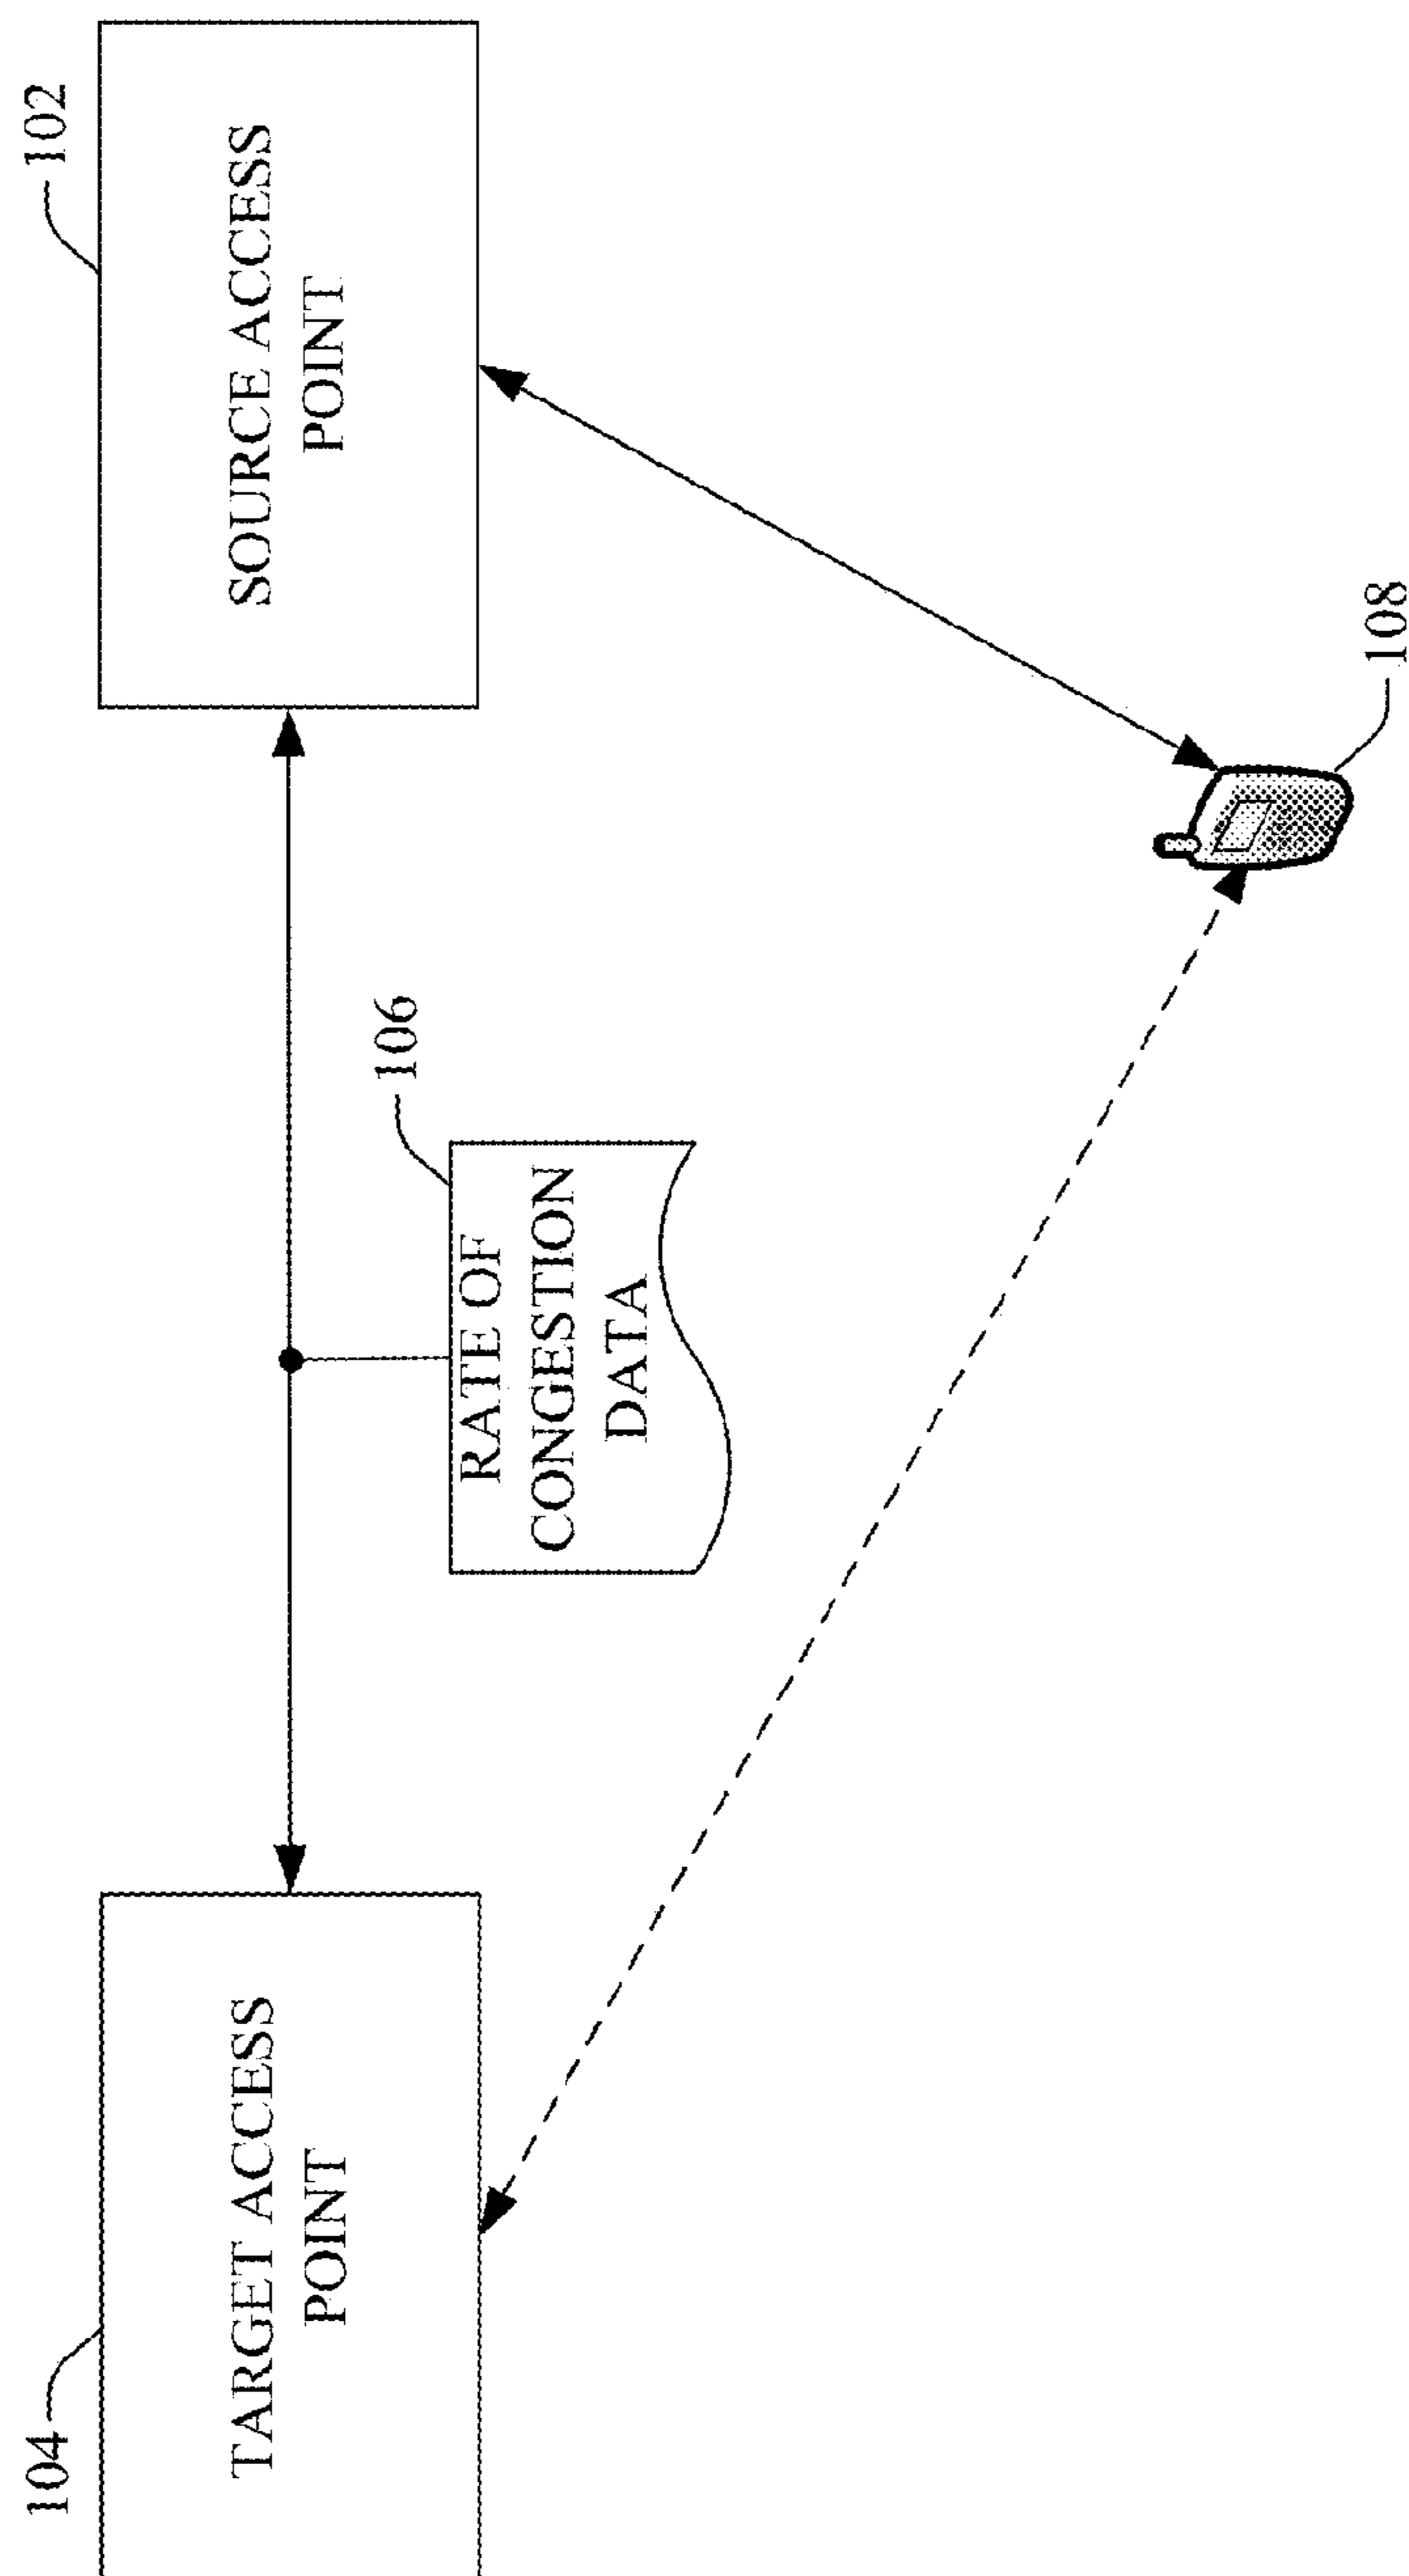 104
TARGET ACCESS
POINT
106
RATE OF
CONGESTION
DATA
102
SOURCE ACCESS
POINT
108